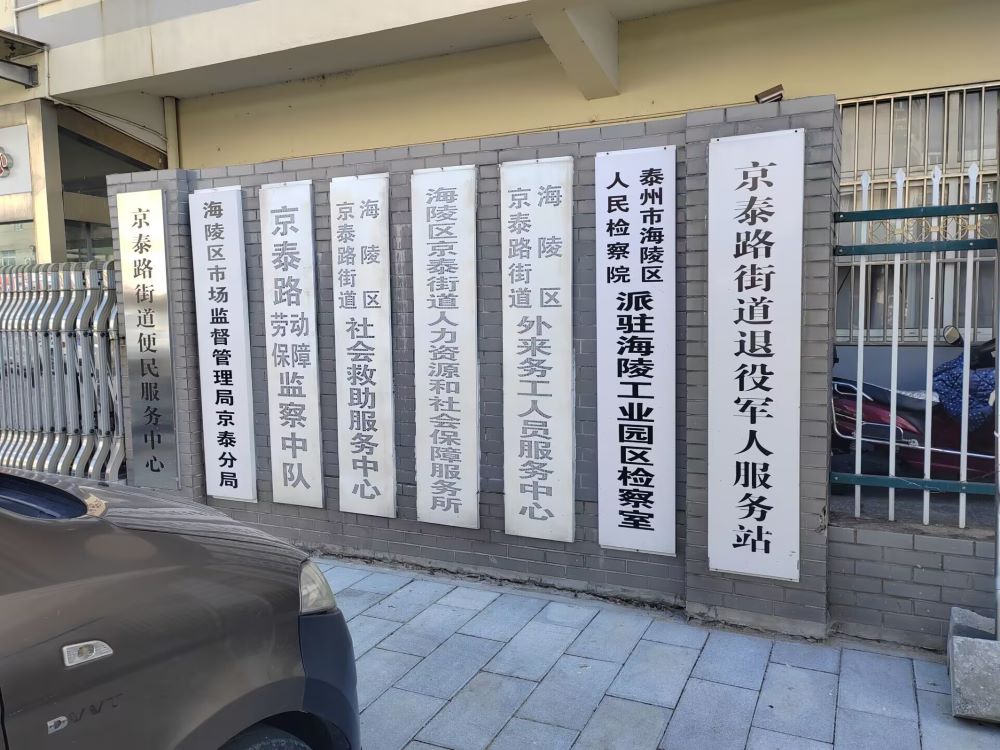 京泰路街道便民服务中心
海陵区市场监督管理局京泰分局
京泰路劳动保障监察中队
海陵区京泰路街道社会救助服务中心
海陵区京泰街道人力资源和社会保障服务所
海陵区京泰路街道外来务工人员服务中心
泰州市海陵区人民检察院派驻海陵工业园区检察室
京泰路街道退役军人服务站
DVVT